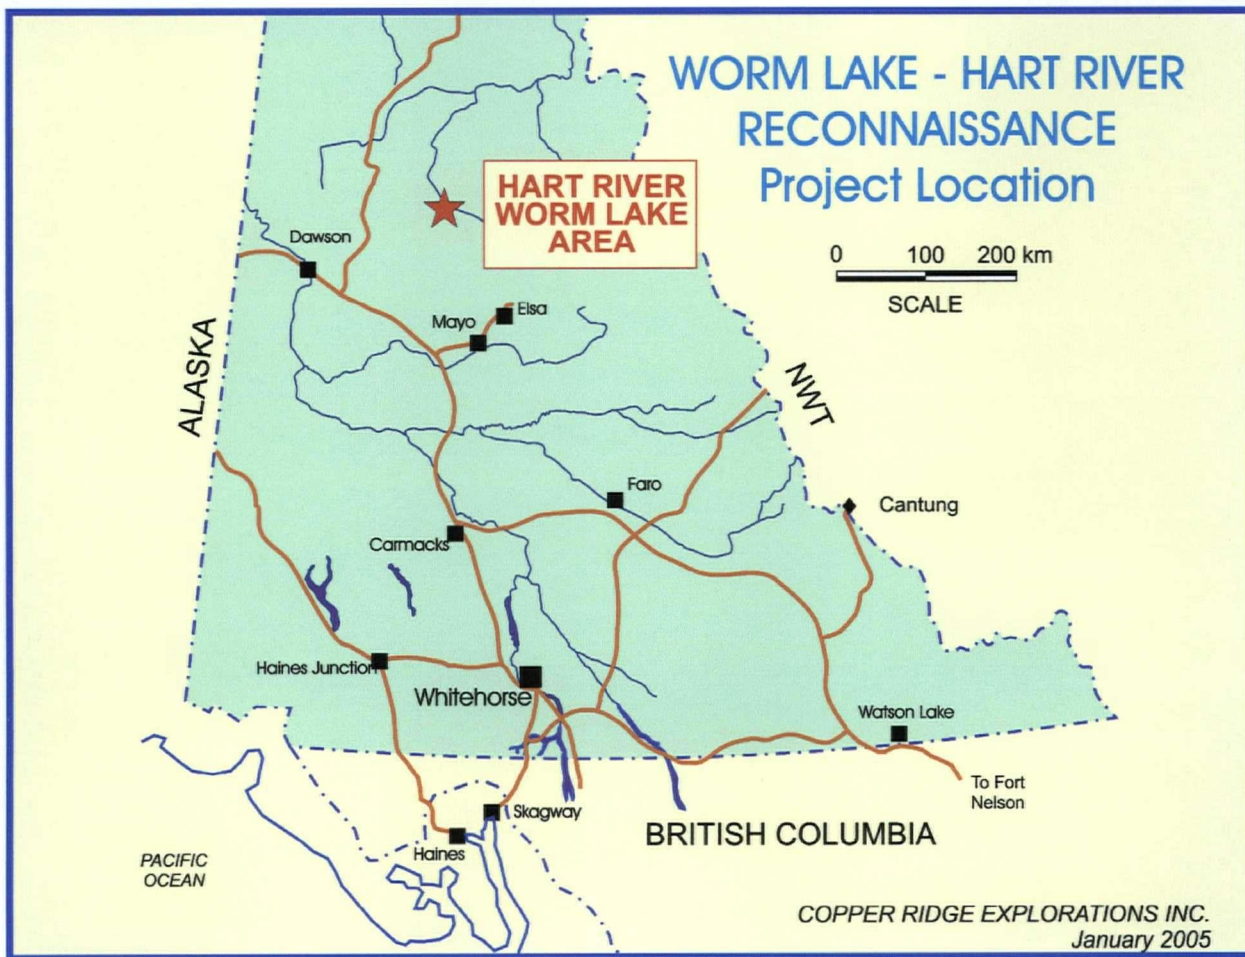 WORM LAKE - HART RIVER
RECONNAISSANCE
Project Location
HART RIVER
WORM LAKE
AREA
0 100 200 km
SCALE
Dawson
Mayo
Elsa
ALASKA
NWT
Faro
Cantung
Carmacks
Haines Junction
Whitehorse
Watson Lake
To Fort
Nelson
Skagway
BRITISH COLUMBIA
Haines
PACIFIC
OCEAN
COPPER RIDGE EXPLORATIONS INC.
January 2005